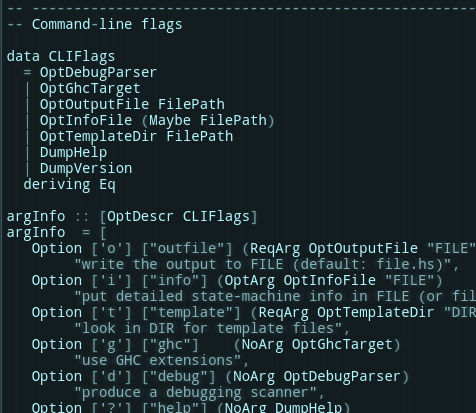 -- -----------------------------------------------------
-- Command-line flags
data CLIFlags
  = OptDebugParser
  | OptGhcTarget
  | OptOutputFile FilePath
  | OptInfoFile (Maybe FilePath)
  | OptTemplateDir FilePath
  | DumpHelp
  | DumpVersion
  deriving Eq
argInfo :: [OptDescr CLIFlags]
argInfo  = [
   Option ['o'] ["outfile"] (ReqArg OptOutputFile "FILE"
        "write the output to FILE (default: file.hs)",
   Option ['i'] ["info"] (OptArg OptInfoFile "FILE")
        "put detailed state-machine info in FILE (or fil
   Option ['t'] ["template"] (ReqArg OptTemplateDir "DIR
        "look in DIR for template files",
   Option ['g'] ["ghc"]    (NoArg OptGhcTarget)
        "use GHC extensions",
   Option ['d'] ["debug"] (NoArg OptDebugParser)
        "produce a debugging scanner",
   Option ['?'] ["help"] (NoArg DumpHelp)